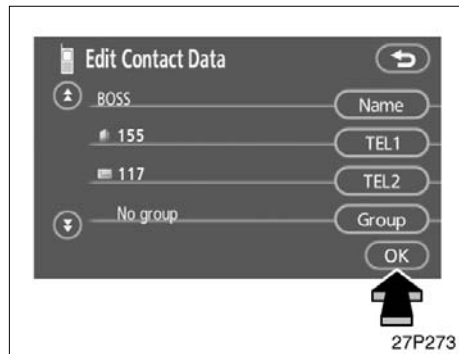 Edit Contact Data
BOSS Name
155 TEL1
117 TEL2
No group Group
OK
27P273